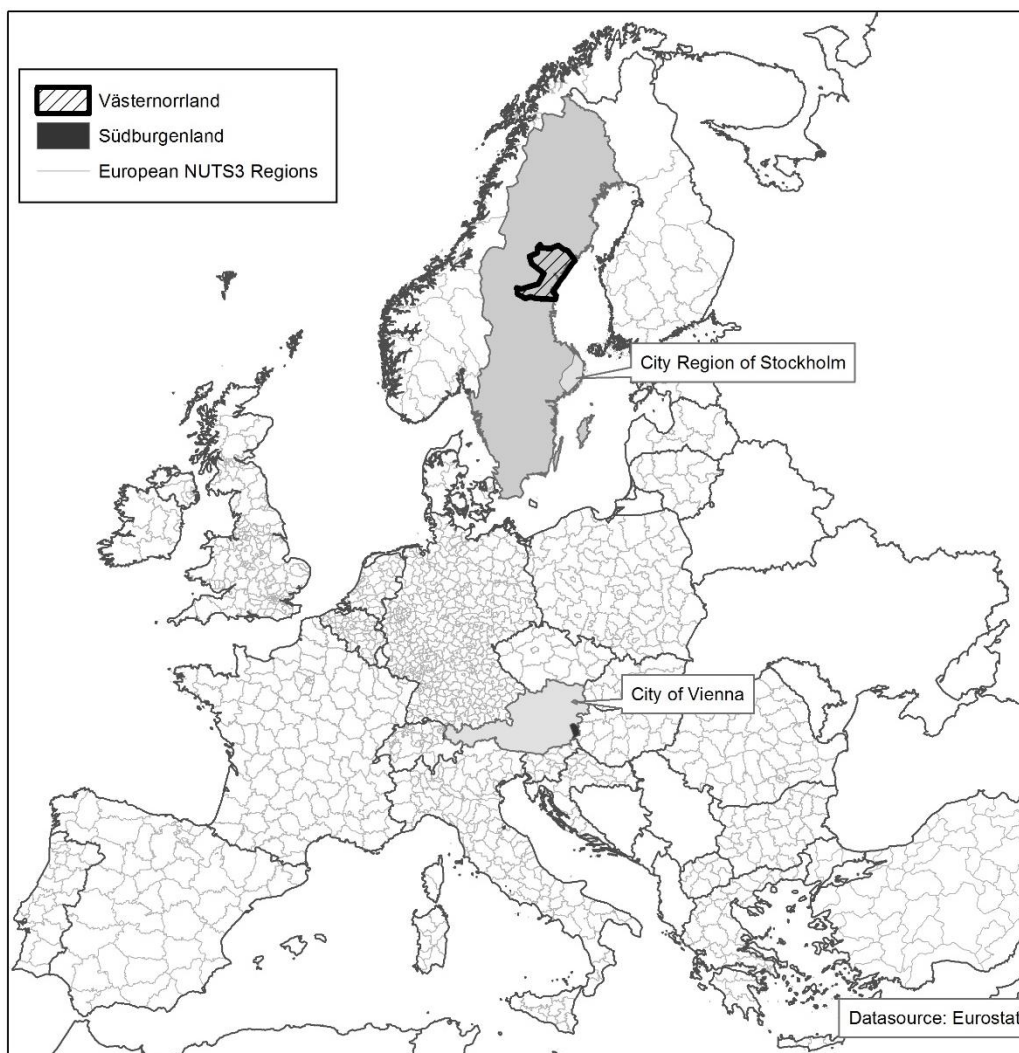 Västernorrland
Südburgenland
European NUTS3 Regions
City Region of Stockholm
City of Vienna
Datasource: Eurostat